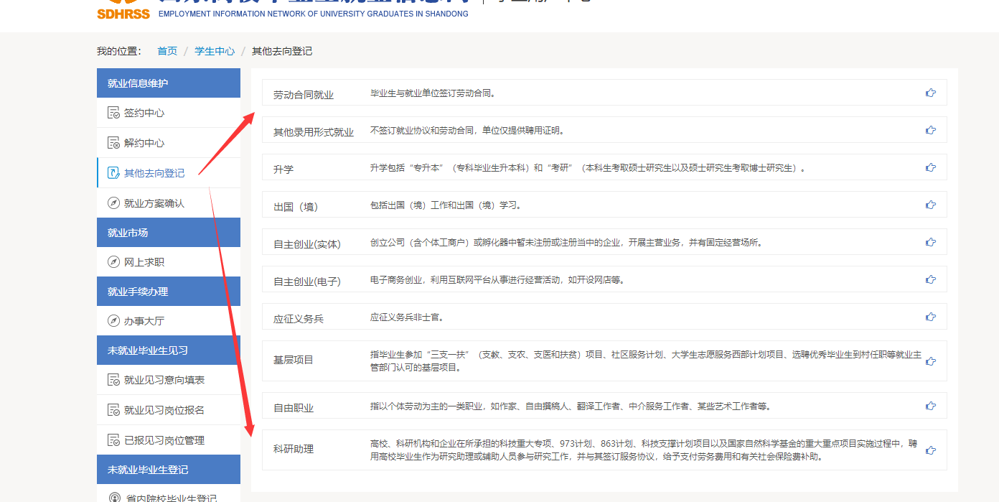 SDHRSS
EMPLOYMENT INFORMATION NETWORK OF UNIVERSITY GRADUATES IN SHANDONG
我的位置： 首页 / 学生中心 / 其他去向登记
就业信息维护
签约中心
解约中心
其他去向登记
就业方案确认
就业市场
网上求职
就业手续办理
办事大厅
未就业毕业生见习
就业见习意向填表
就业见习岗位报名
已报见习岗位管理
未就业毕业生登记
省内院校毕业生登记
劳动合同就业 毕业生与就业单位签订劳动合同。
其他录用形式就业 不签订就业协议和劳动合同，单位仅提供聘用证明。
升学 升学包括“专升本”（专科毕业生升本科）和“考研”（本科生考取硕士研究生以及硕士研究生考取博士研究生）。
出国（境） 包括出国（境）工作和出国（境）学习。
自主创业(实体) 创立公司（含个体工商户）或孵化器中暂未注册或注册当中的企业，开展主营业务，并有固定经营场所。
自主创业(电子) 电子商务创业，利用互联网平台从事进行经营活动，如开设网店等。
应征义务兵 应征义务兵非士官。
基层项目 指毕业生参加“三支一扶”（支教、支农、支医和扶贫）项目、社区服务计划、大学生志愿服务西部计划项目、选聘优秀毕业生到村任职等就业主
管部门认可的基层项目。
自由职业 指以个体劳动为主的一类职业，如作家、自由撰稿人、翻译工作者、中介服务工作者、某些艺术工作者等。
科研助理 高校、科研机构和企业在所承担的科技重大专项、973计划、863计划、科技支撑计划项目以及国家自然科学基金的重大重点项目实施过程中，聘
用高校毕业生作为研究助理或辅助人员参与研究工作，并与其签订服务协议，给予支付劳务费用和有关社会保险费补助。